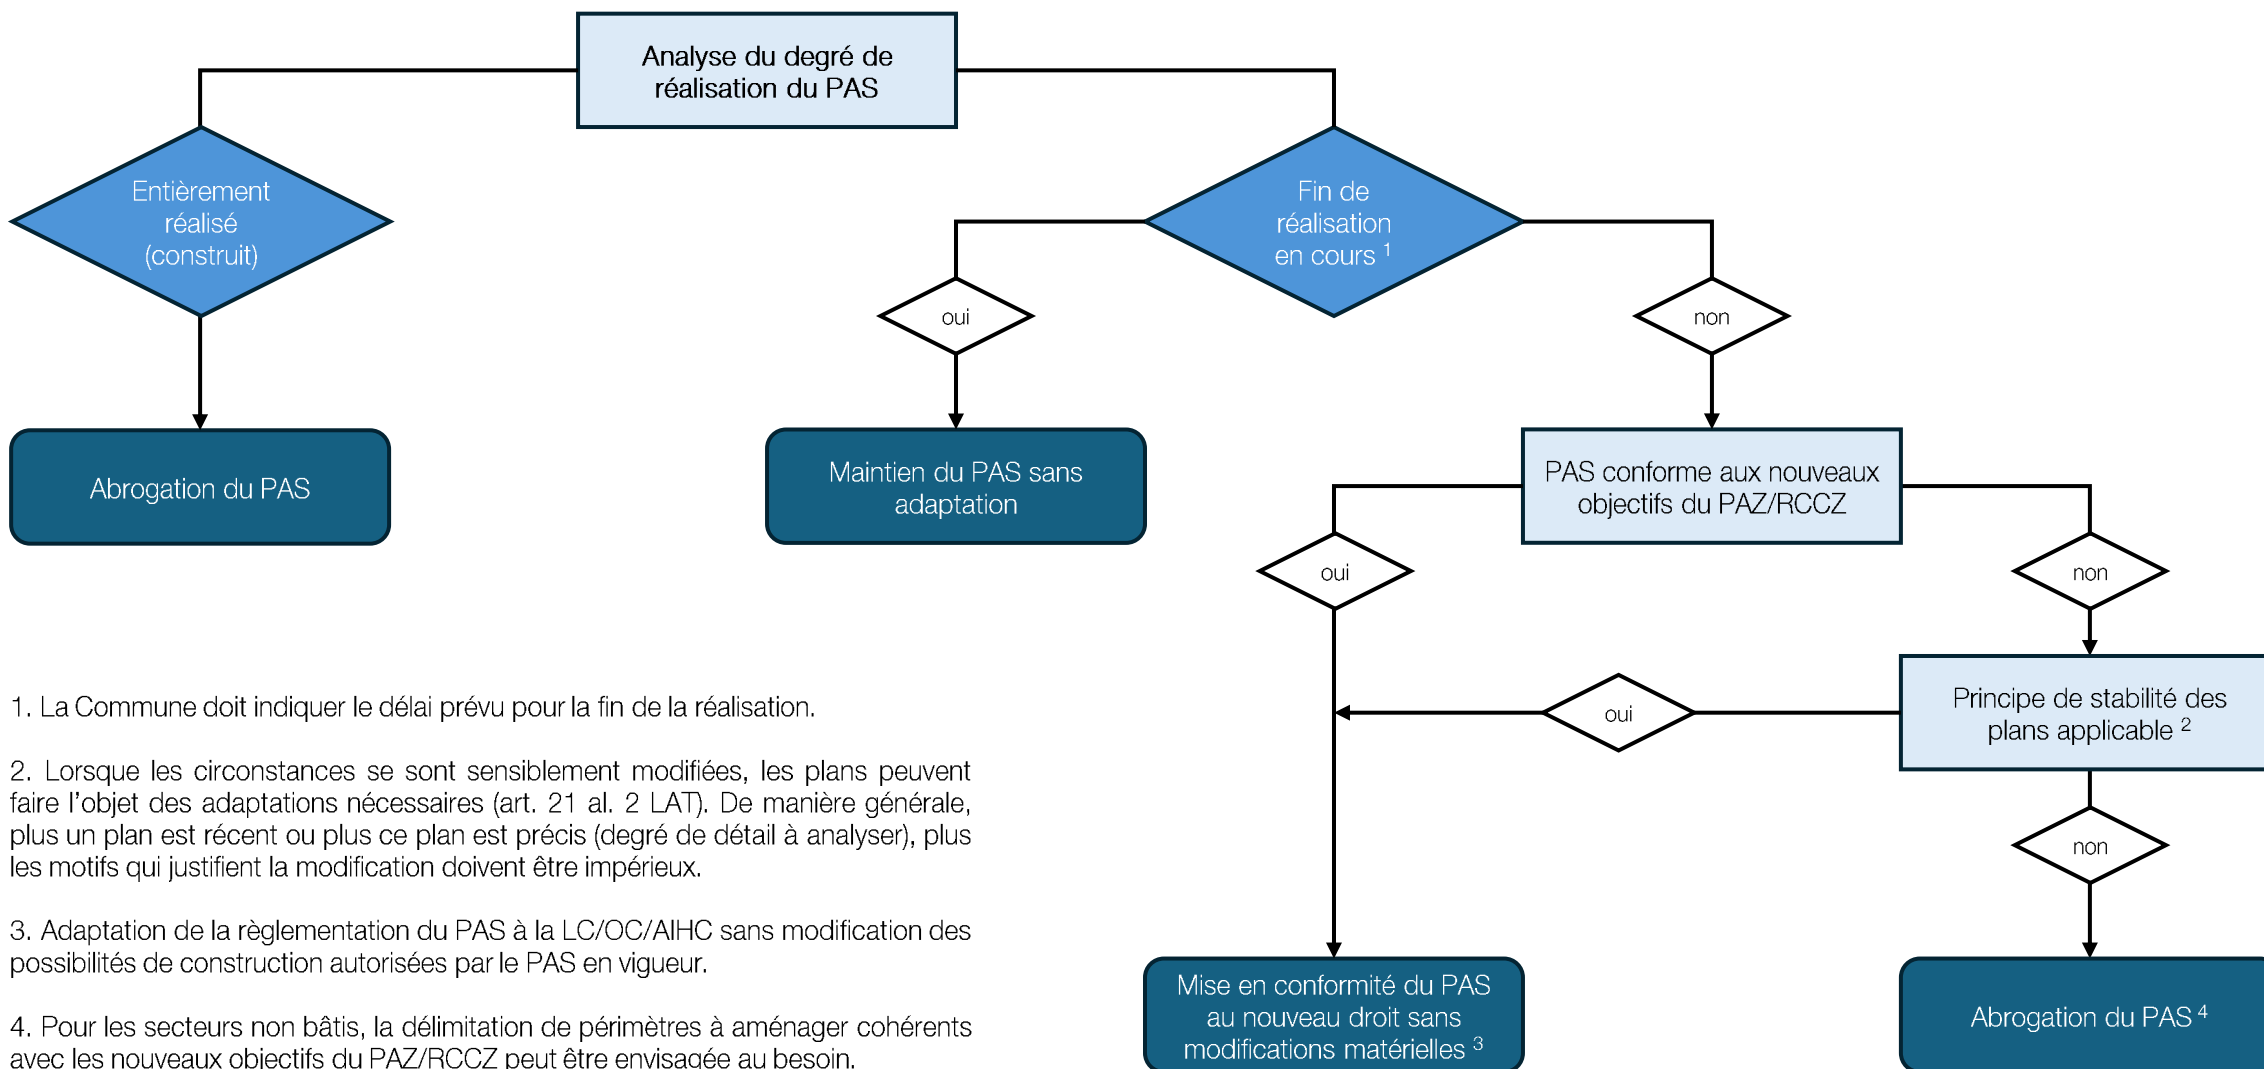 Analyse du degré de
réalisation du PAS
Entièrement
réalisé
(construit)
Fin de
réalisation
en cours 1
oui
non
Abrogation du PAS
Maintien du PAS sans
adaptation
PAS conforme aux nouveaux
objectifs du PAZ/RCCZ
oui
non
Principe de stabilité des
plans applicable 2
oui
non
Mise en conformité du PAS
au nouveau droit sans
modifications matérielles 3
Abrogation du PAS 4
1. La Commune doit indiquer le délai prévu pour la fin de la réalisation.
2. Lorsque les circonstances se sont sensiblement modifiées, les plans peuvent
faire l'objet des adaptations nécessaires (art. 21 al. 2 LAT). De manière générale,
plus un plan est récent ou plus ce plan est précis (degré de détail à analyser), plus
les motifs qui justifient la modification doivent être impérieux.
3. Adaptation de la règlementation du PAS à la LC/OC/AIHC sans modification des
possibilités de construction autorisées par le PAS en vigueur.
4. Pour les secteurs non bâtis, la délimitation de périmètres à aménager cohérents
avec les nouveaux objectifs du PAZ/RCCZ peut être envisagée au besoin.